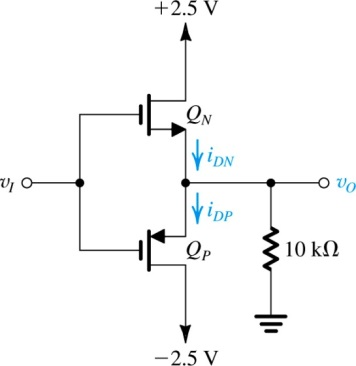 +2.5 V
Q_N
i_DN
v_I
v_O
i_DP
Q_P
10 kΩ
−2.5 V